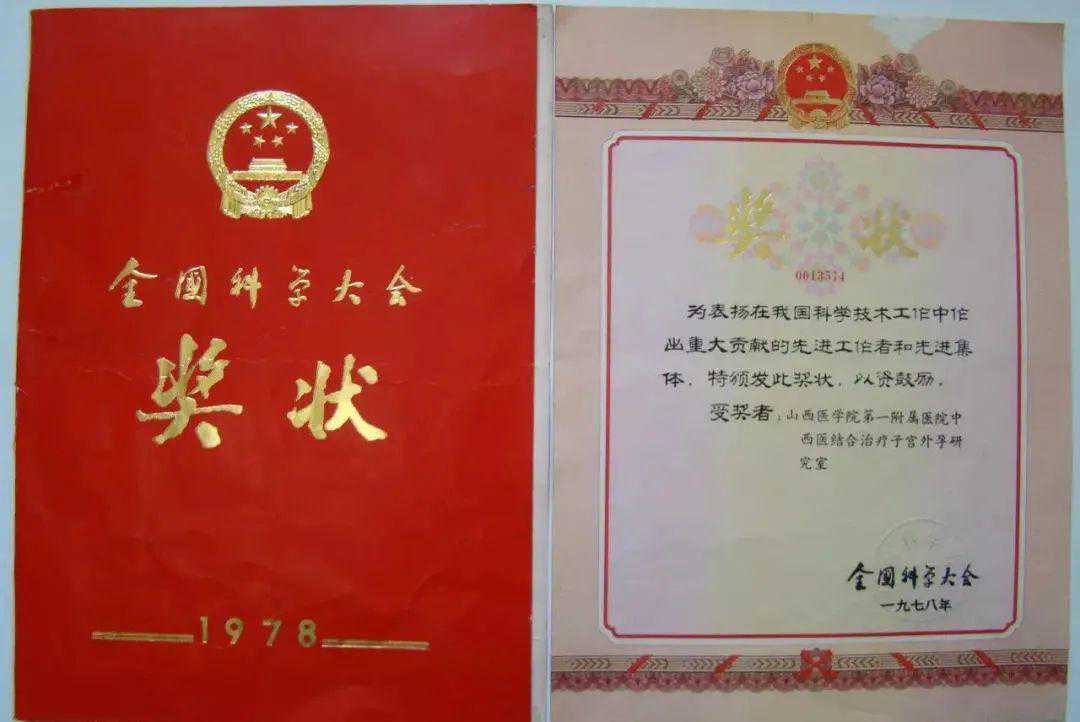 全国科学大会
奖状
1978
奖状
0013574
为表扬在我国科学技术工作中作
出重大贡献的先进工作者和先进集
体，特颁发此奖状，以资鼓励。
受奖者：山西医学院第一附属医院中
西医结合治疗子宫外孕研
究室
全国科学大会
一九七八年